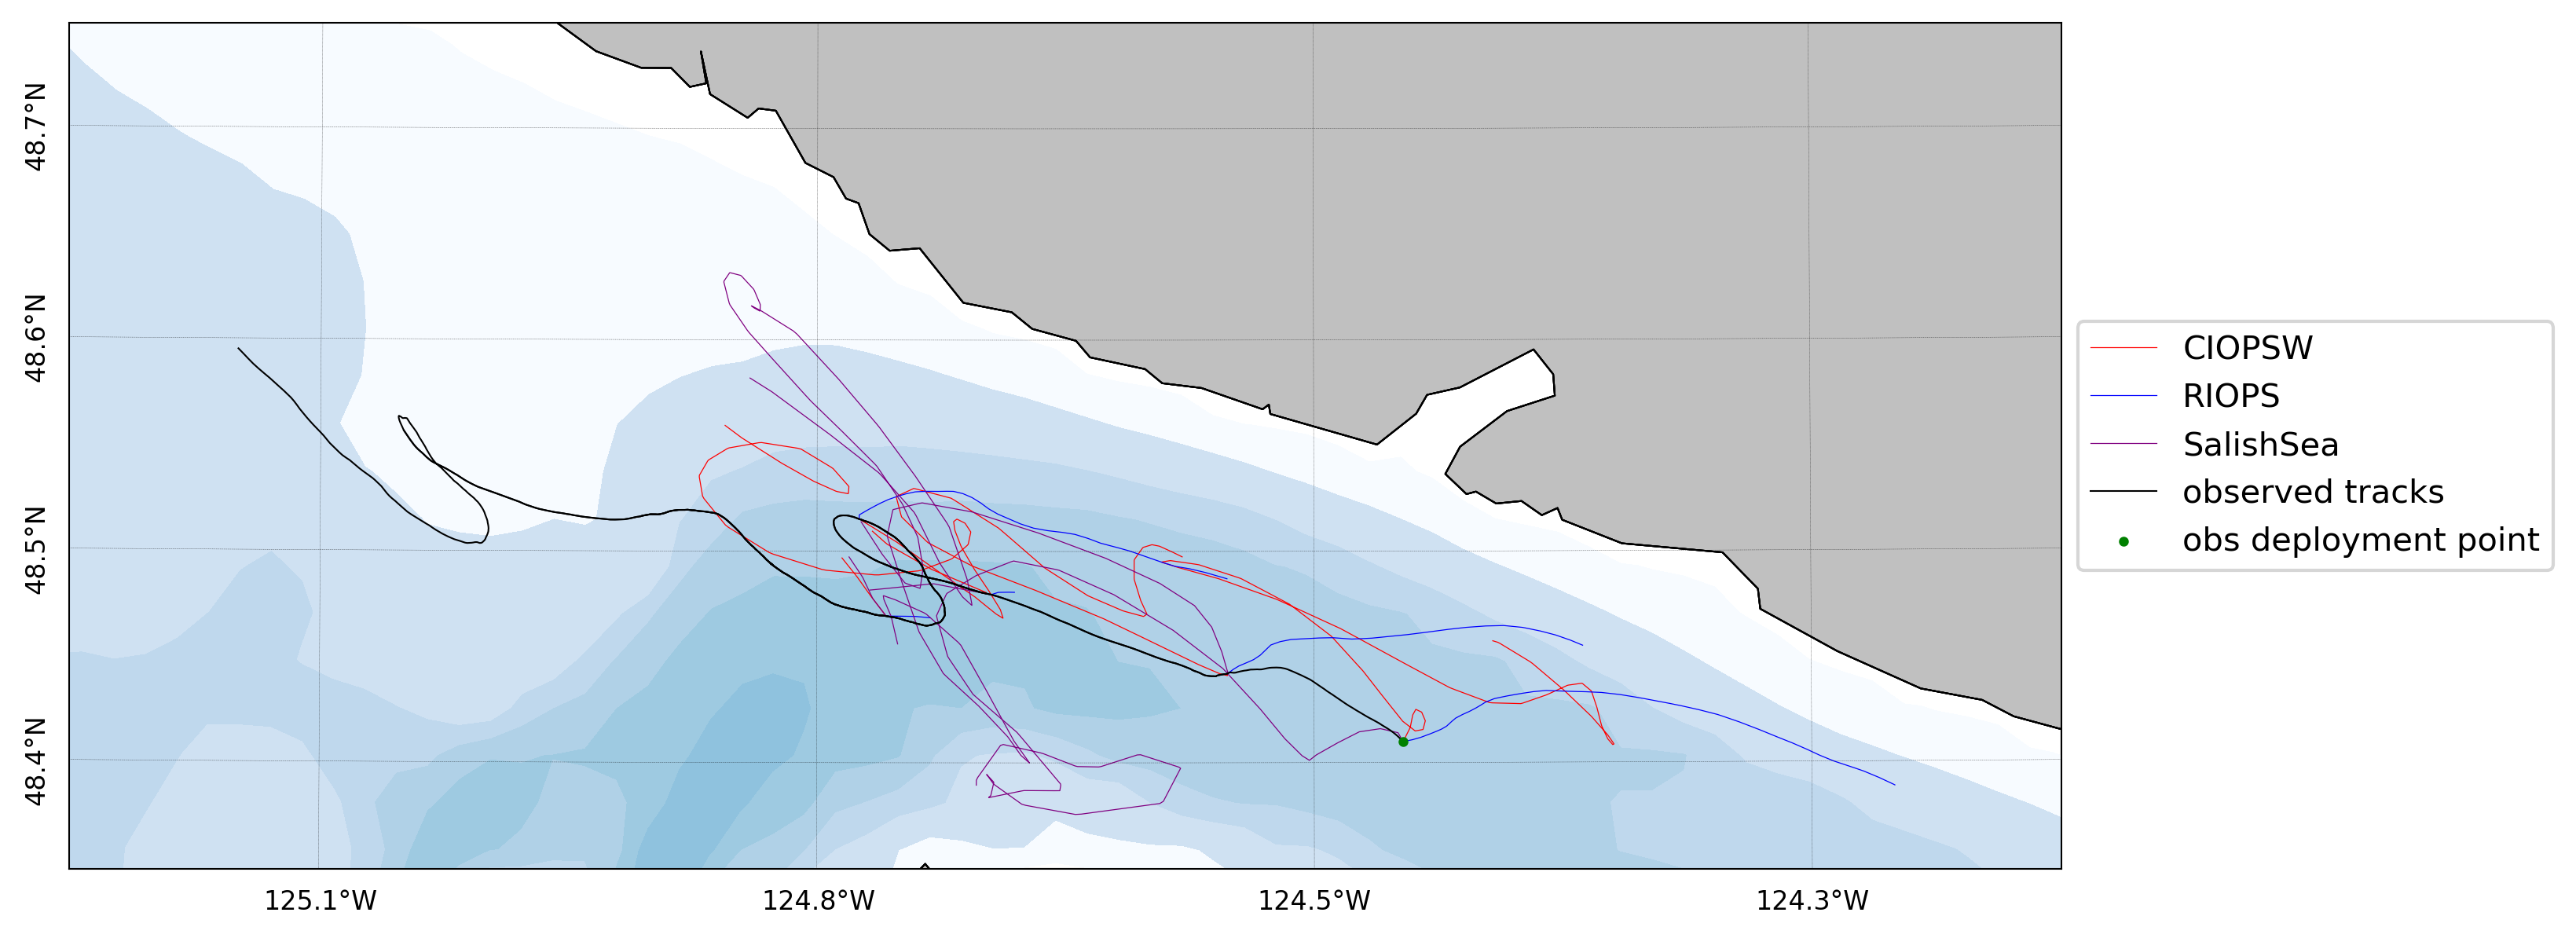 48.7°N
48.6°N
48.5°N
48.4°N
125.1°W
124.8°W
124.5°W
124.3°W
CIOPSW
RIOPS
SalishSea
observed tracks
obs deployment point